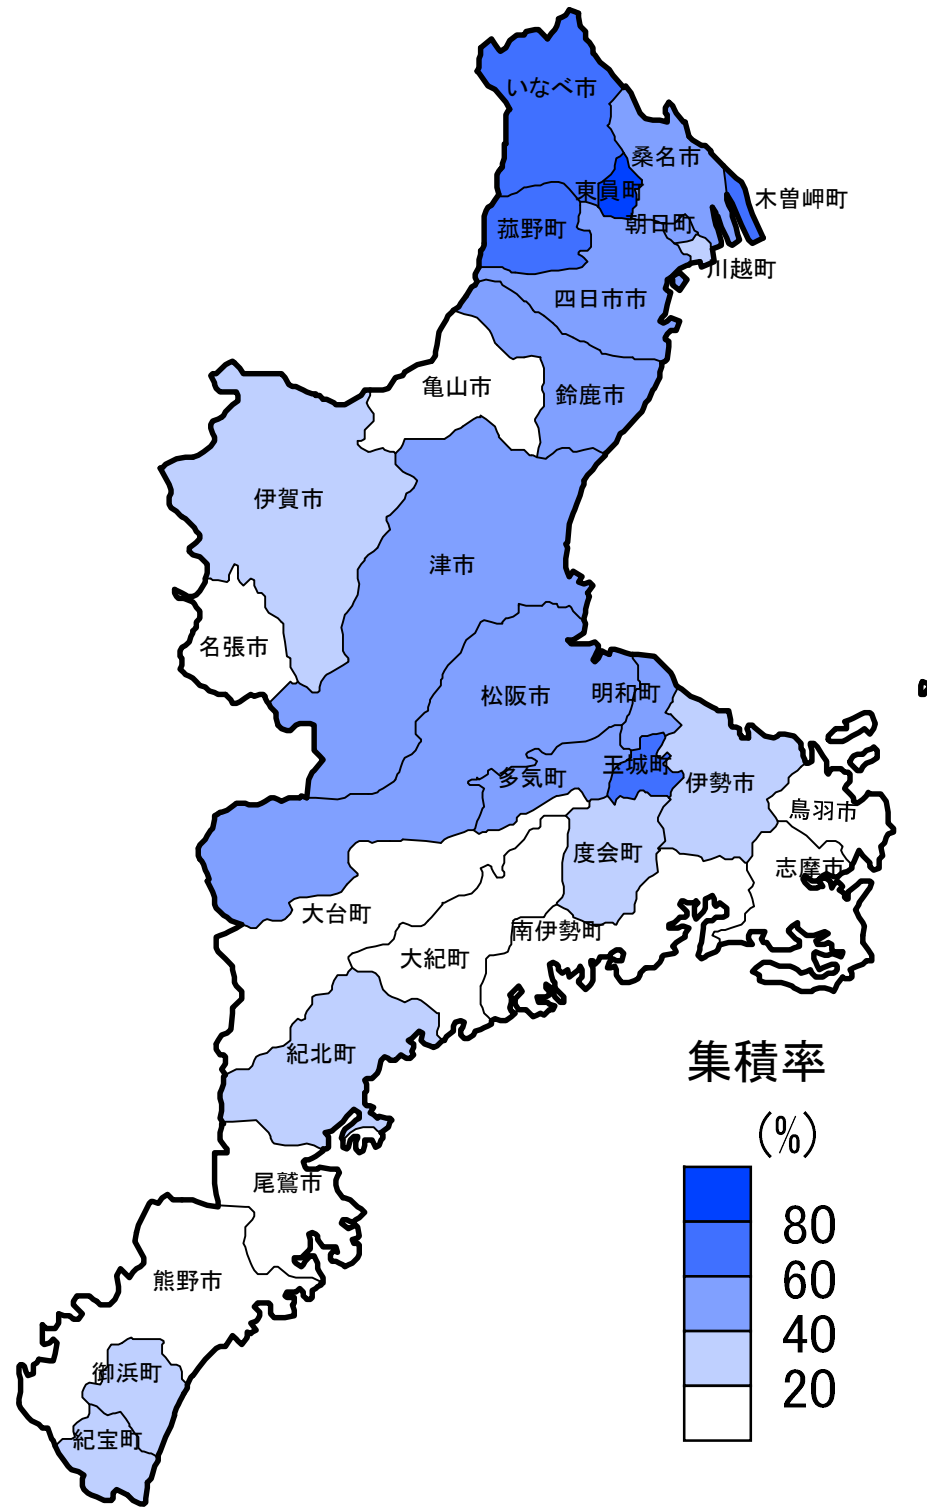 いなべ市
桑名市
東員町
木曽岬町
菰野町
朝日町
川越町
四日市市
亀山市
鈴鹿市
伊賀市
津市
名張市
松阪市
明和町
多気町
玉城町
伊勢市
鳥羽市
度会町
志摩市
大台町
南伊勢町
大紀町
紀北町
尾鷲市
熊野市
御浜町
紀宝町
集積率
(%)
80
60
40
20